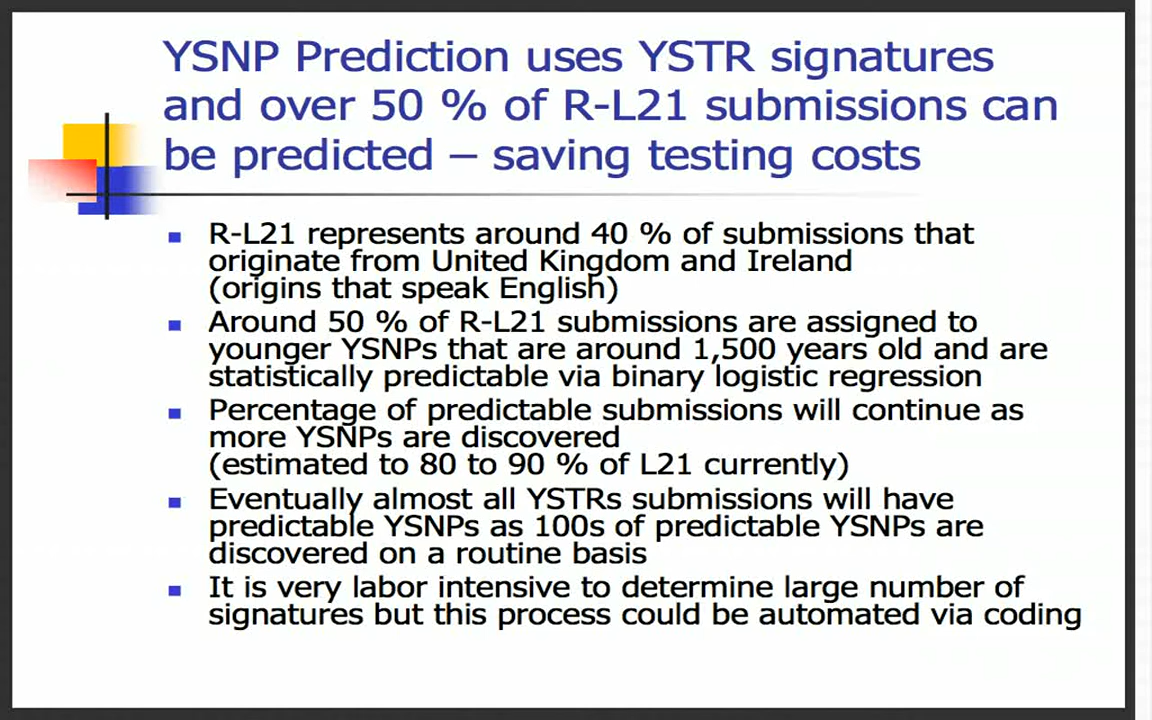 YSNP Prediction uses YSTR signatures
and over 50 % of R-L21 submissions can
be predicted – saving testing costs
R-L21 represents around 40 % of submissions that
originate from United Kingdom and Ireland
(origins that speak English)
Around 50 % of R-L21 submissions are assigned to
younger YSNPs that are around 1,500 years old and are
statistically predictable via binary logistic regression
Percentage of predictable submissions will continue as
more YSNPs are discovered
(estimated to 80 to 90 % of L21 currently)
Eventually almost all YSTRs submissions will have
predictable YSNPs as 100s of predictable YSNPs are
discovered on a routine basis
It is very labor intensive to determine large number of
signatures but this process could be automated via coding